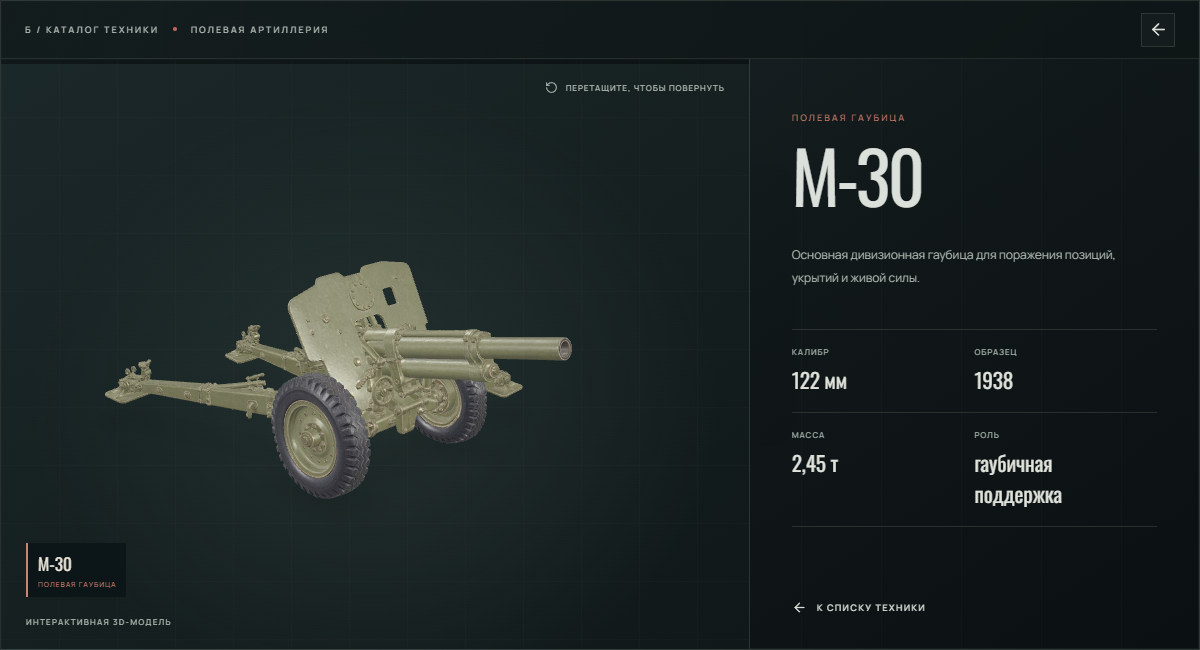 Б / КАТАЛОГ ТЕХНИКИ • ПОЛЕВАЯ АРТИЛЛЕРИЯ
ПЕРЕТАЩИТЕ, ЧТОБЫ ПОВЕРНУТЬ
М-30
ПОЛЕВАЯ ГАУБИЦА
ИНТЕРАКТИВНАЯ 3D-МОДЕЛЬ
ПОЛЕВАЯ ГАУБИЦА
М-30
Основная дивизионная гаубица для поражения позиций,
укрытий и живой силы.
КАЛИБР
122 мм
ОБРАЗЕЦ
1938
МАССА
2,45 т
РОЛЬ
гаубичная
поддержка
К СПИСКУ ТЕХНИКИ